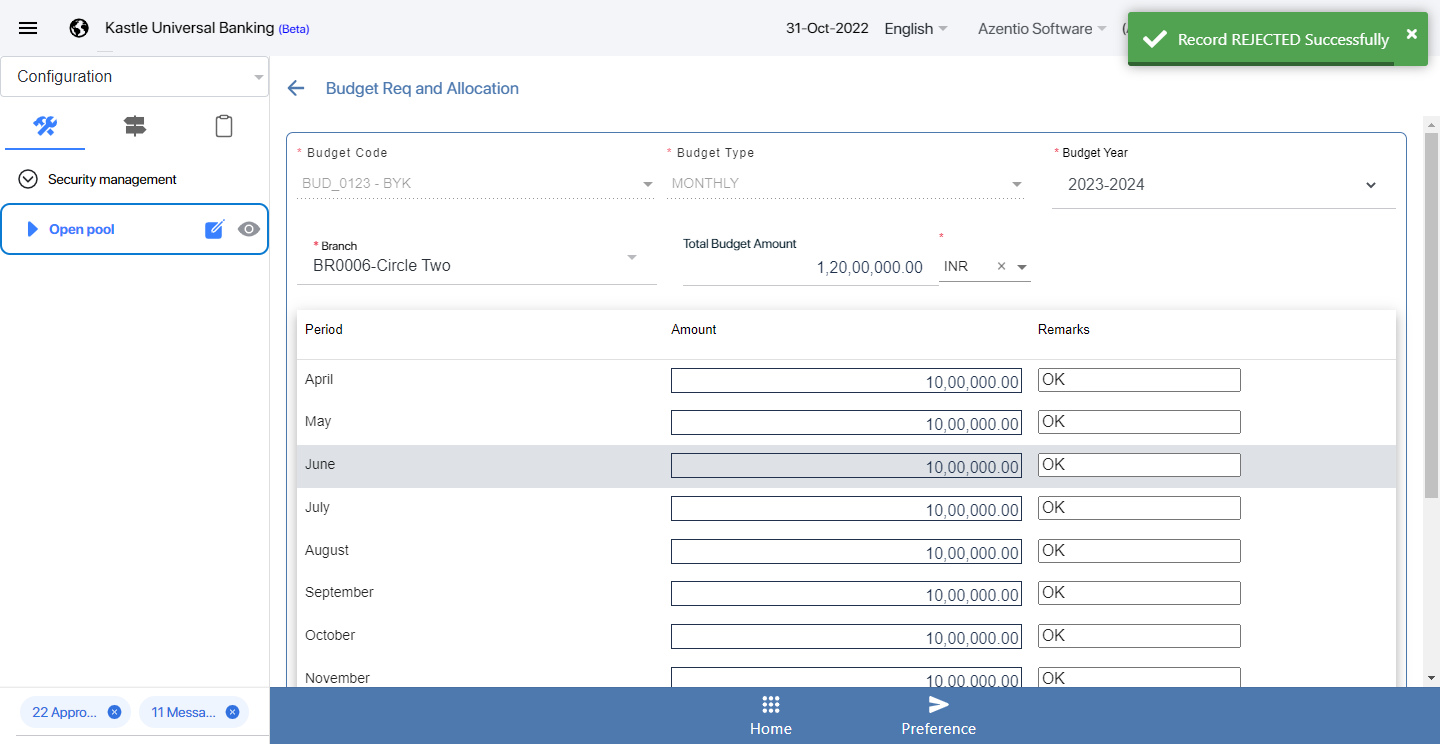 Kastle Universal Banking (Beta)
31-Oct-2022
English
Azentio Software
Record REJECTED Successfully
×
Configuration
Budget Req and Allocation
Security management
Open pool
* Budget Code
* Budget Type
* Budget Year
BUD_0123 - BYK
MONTHLY
2023-2024
* Branch
Total Budget Amount
*
BR0006-Circle Two
1,20,00,000.00
INR
×
Period Amount Remarks
April 10,00,000.00 OK
May 10,00,000.00 OK
June 10,00,000.00 OK
July 10,00,000.00 OK
August 10,00,000.00 OK
September 10,00,000.00 OK
October 10,00,000.00 OK
November 10,00,000.00 OK
22 Appro...
11 Messa...
Home
Preference